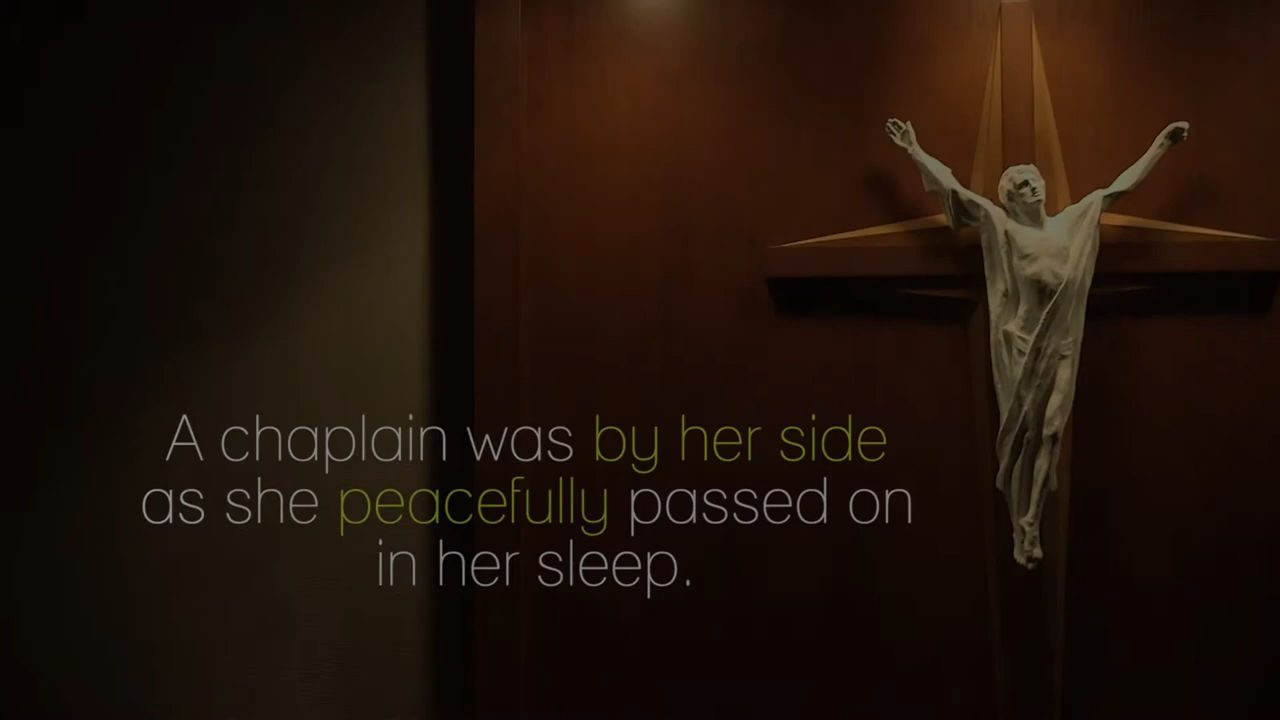 A chaplain was by her side
as she peacefully passed on
in her sleep.